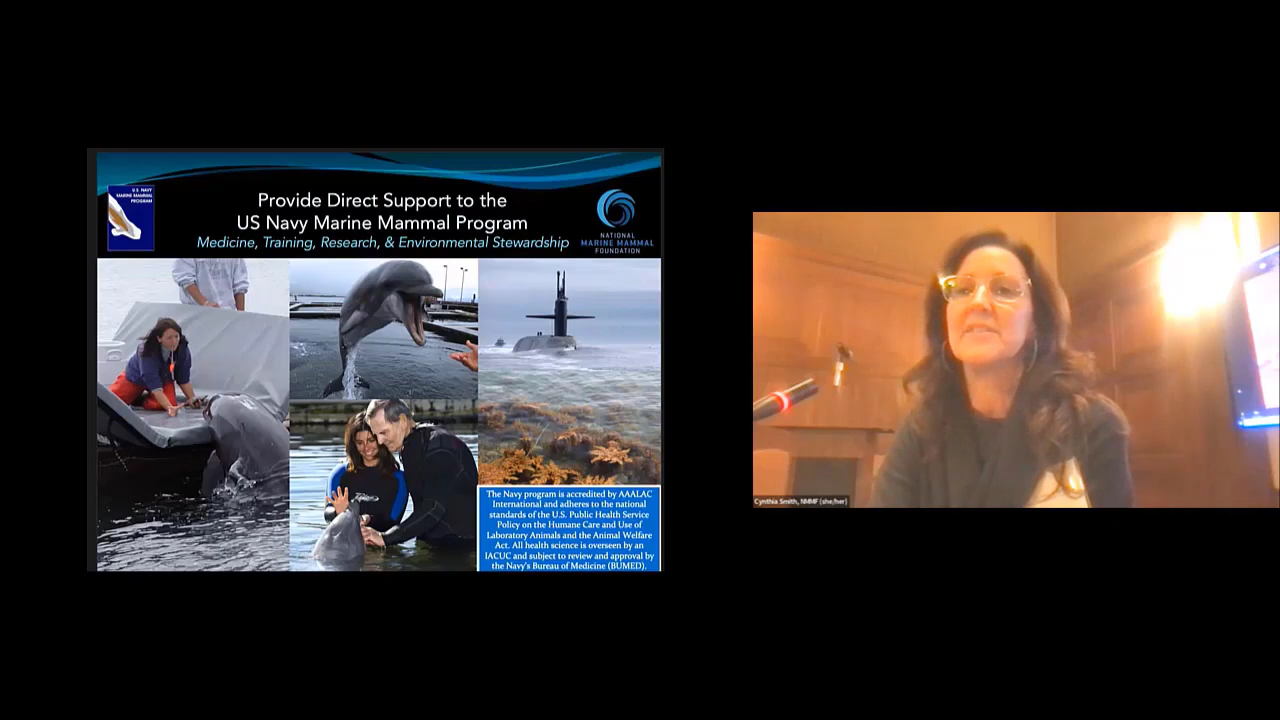 U.S. NAVY
MARINE MAMMAL
PROGRAM
Provide Direct Support to the
US Navy Marine Mammal Program
Medicine, Training, Research, & Environmental Stewardship
NATIONAL
MARINE MAMMAL
FOUNDATION
The Navy program is accredited by AAALAC
International and adheres to the national
standards of the U.S. Public Health Service
Policy on the Humane Care and Use of
Laboratory Animals and the Animal Welfare
Act. All health science is overseen by an
IACUC and subject to review and approval by
the Navy's Bureau of Medicine (BUMED).
Cynthia Smith, NMMF (she/her)